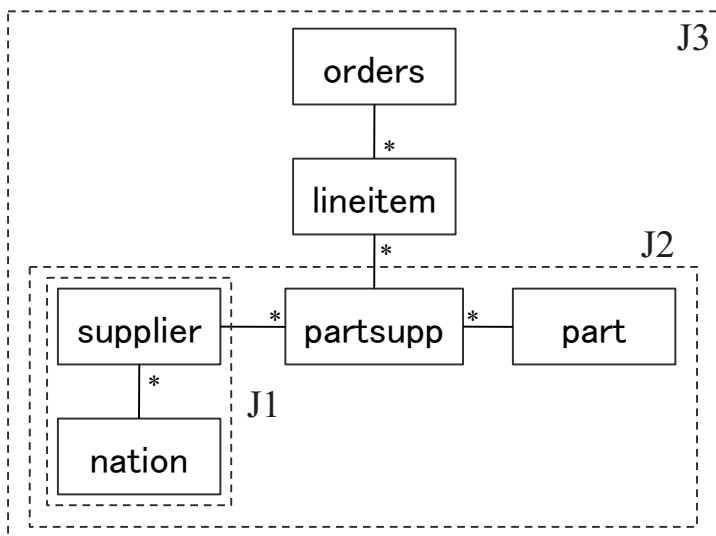 J3
orders
*
lineitem
*
J2
supplier
*
partsupp
*
part
*
J1
nation